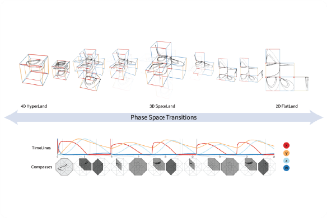 4D HyperLand 3D SpaceLand 2D FlatLand
Phase Space Transitions
TimeLines
Compasses